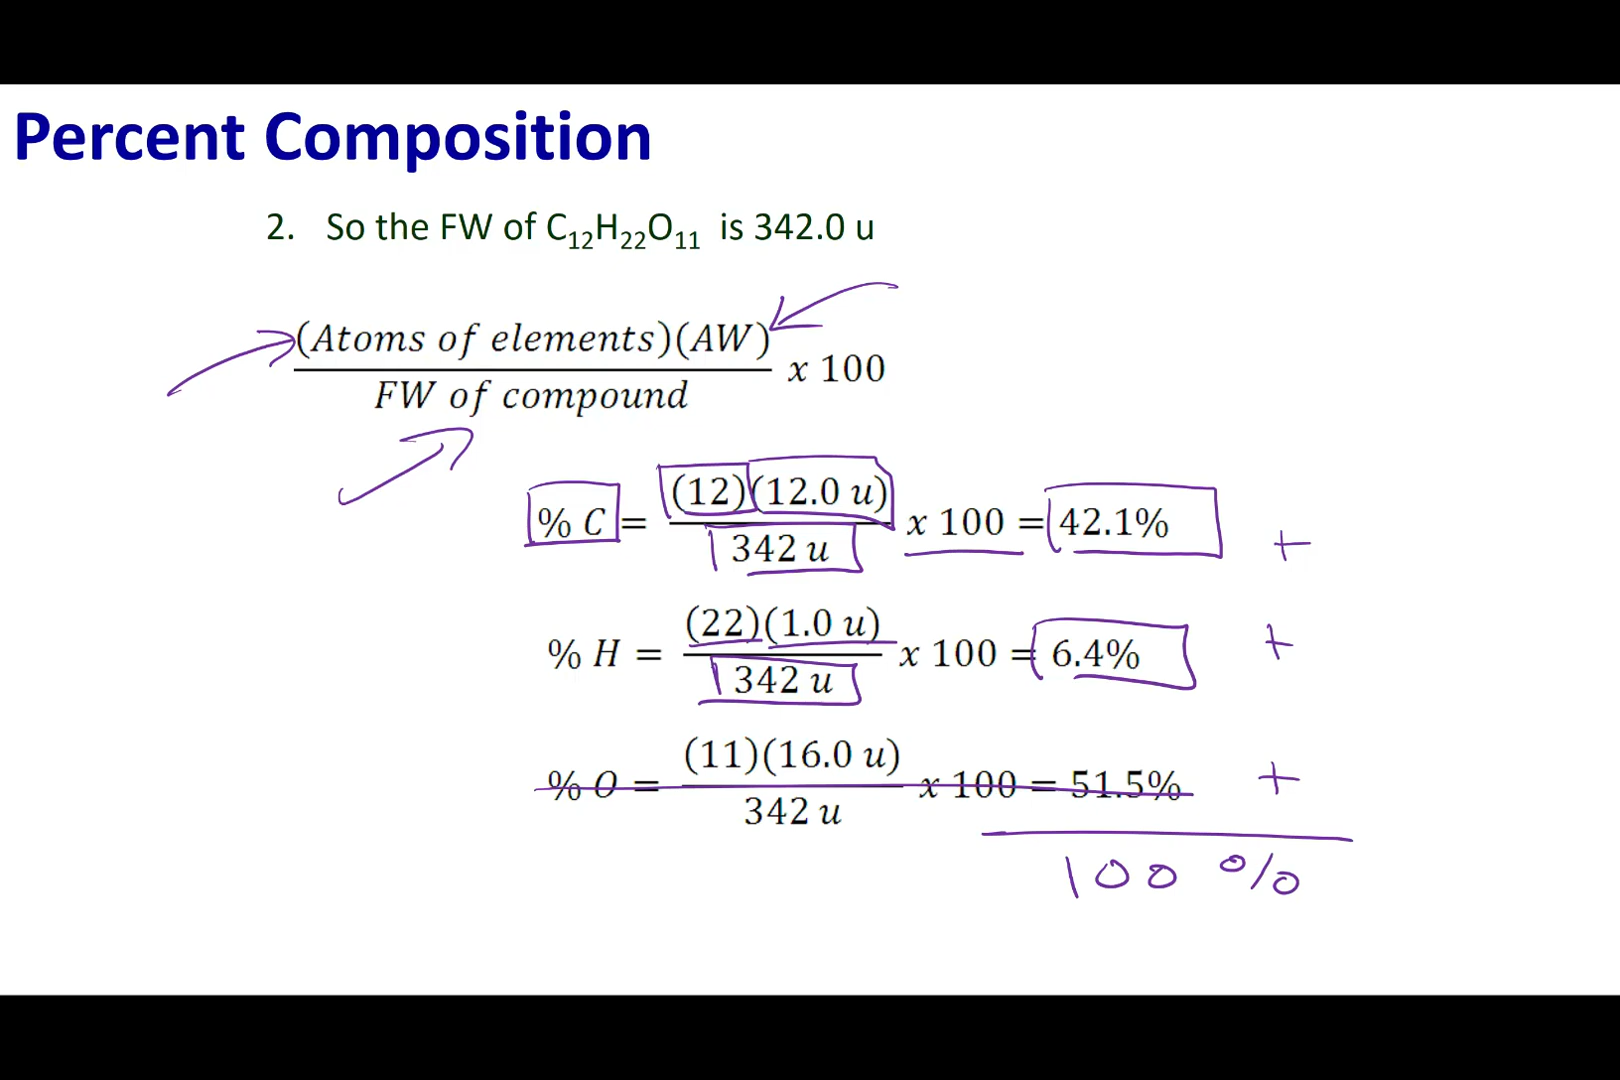 Percent Composition
2. So the FW of C₁₂H₂₂O₁₁ is 342.0 u
(Atoms of elements)(AW)
FW of compound
x 100
% C = (12)(12.0 u) / 342 u x 100 = 42.1% +
% H = (22)(1.0 u) / 342 u x 100 = 6.4% +
% O = (11)(16.0 u) / 342 u x 100 = 51.5% +
100 %